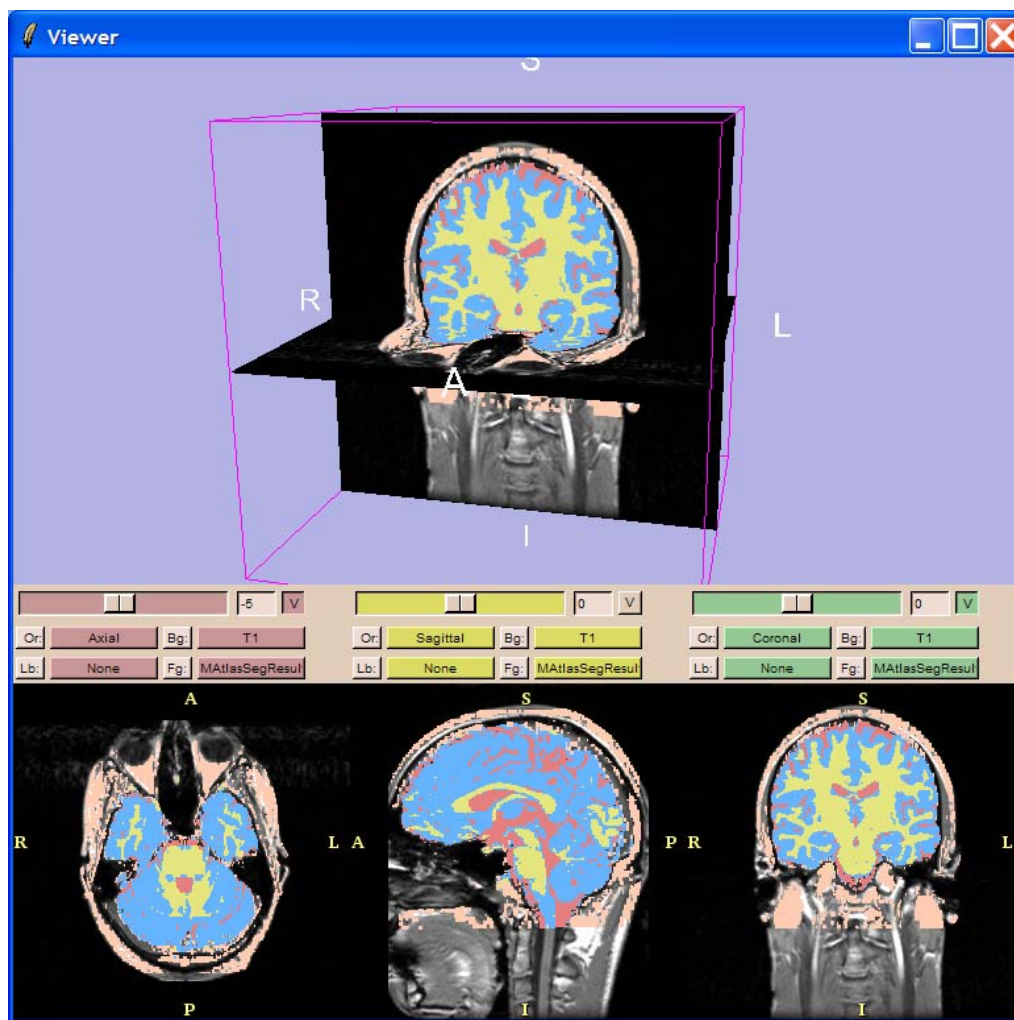 Viewer
S
R
L
A
I
-5 V 0 V 0 V
Or: Axial Bg: T1 Or: Sagittal Bg: T1 Or: Coronal Bg: T1
Lb: None Fg: MAtlasSegResul Lb: None Fg: MAtlasSegResul Lb: None Fg: MAtlasSegResul
A S S
R L A P R L
P I I